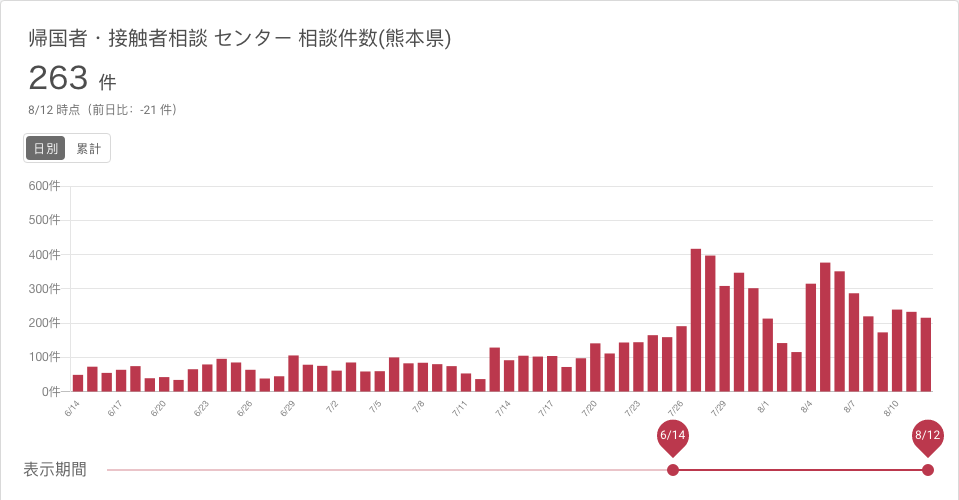 帰国者・接触者相談 センター 相談件数(熊本県)
263 件
8/12 時点（前日比： -21 件）
日別 累計
600件
500件
400件
300件
200件
100件
0件
6/14 6/17 6/20 6/23 6/26 6/29 7/2 7/5 7/8 7/11 7/14 7/17 7/20 7/23 7/26 7/29 8/1 8/4 8/7 8/10
6/14 8/12
表示期間